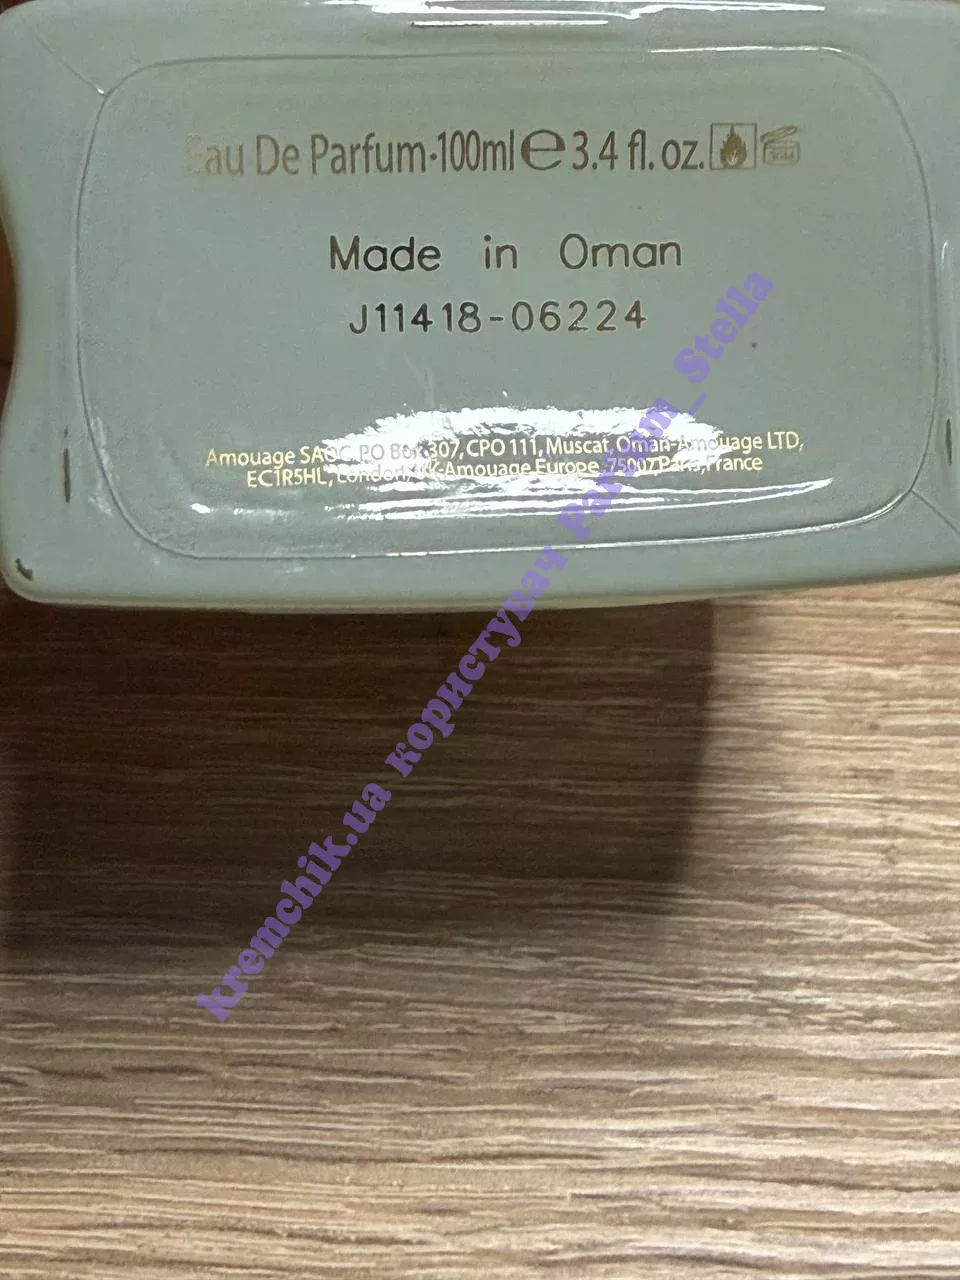 Eau De Parfum·100ml ℮ 3.4 fl. oz.
36M
Made in Oman
J11418-06224
Amouage SAOC, PO Box 307, CPO 111, Muscat, Oman-Amouage LTD,
EC1R5HL, London, UK-Amouage Europe, 75007 Paris, France
kremchik.ua користувач Parfum_Stella